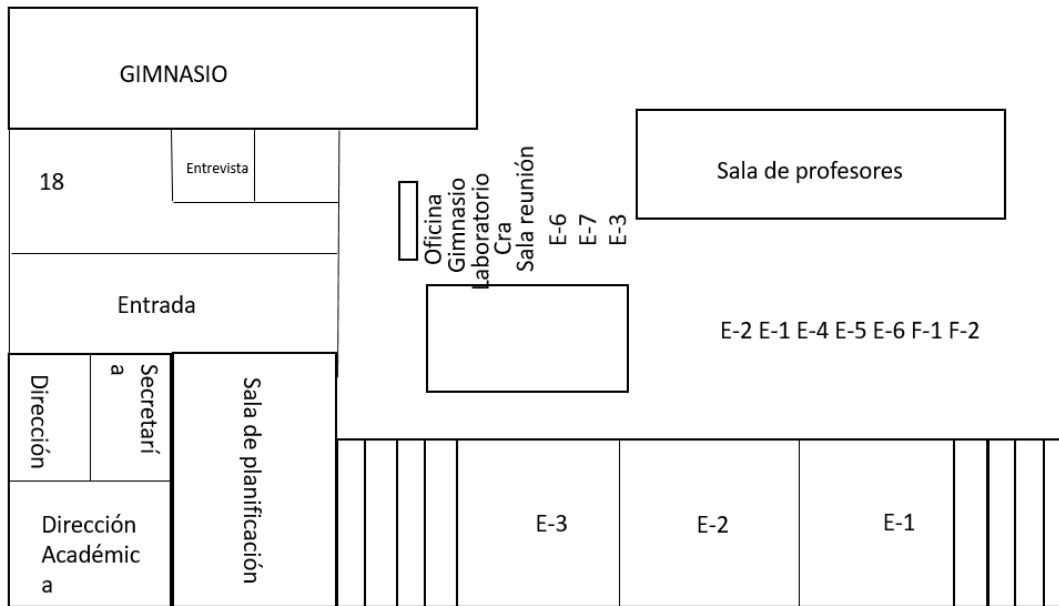 GIMNASIO
18
Entrevista
Sala de profesores
Oficina
Gimnasio
Laboratorio
Cra
Sala reunión
E-6
E-7
E-3
Entrada
E-2 E-1 E-4 E-5 E-6 F-1 F-2
Dirección
Secretarí
a
Sala de planificación
Dirección
Académic
a
E-3
E-2
E-1